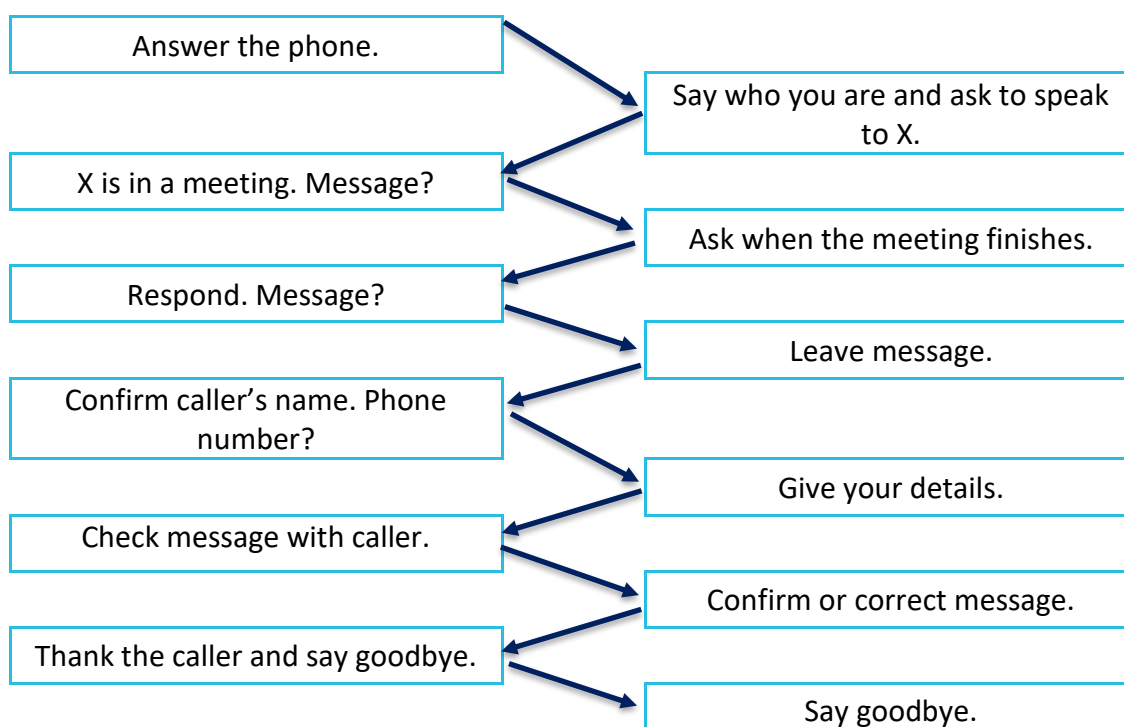 Answer the phone.
Say who you are and ask to speak
to X.
X is in a meeting. Message?
Ask when the meeting finishes.
Respond. Message?
Leave message.
Confirm caller’s name. Phone
number?
Give your details.
Check message with caller.
Confirm or correct message.
Thank the caller and say goodbye.
Say goodbye.